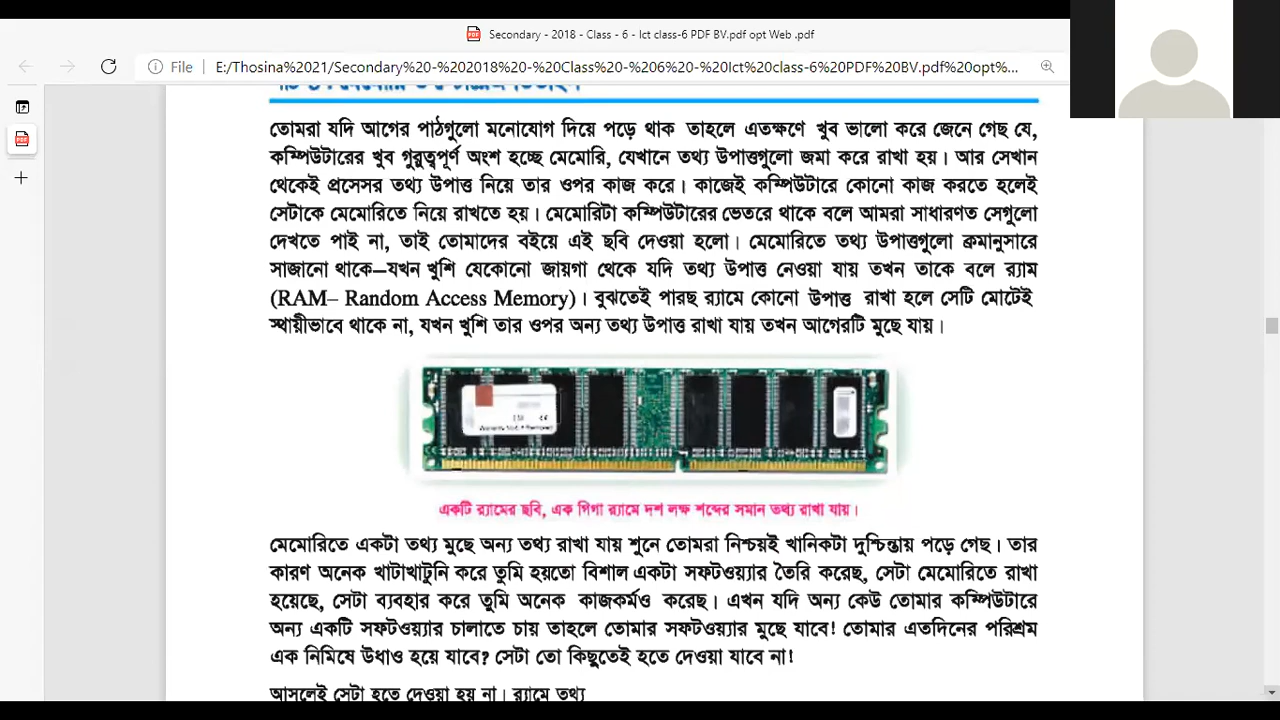 Secondary - 2018 - Class - 6 - Ict class-6 PDF BV.pdf opt Web .pdf
File E:/Thosina%2021/Secondary%20-%202018%20-%20Class%20-%206%20-%20Ict%20class-6%20PDF%20BV.pdf%20opt%...
তোমরা যদি আগের পাঠগুলো মনোযোগ দিয়ে পড়ে থাক তাহলে এতক্ষণে খুব ভালো করে জেনে গেছ যে,
কম্পিউটারের খুব গুরুত্বপূর্ণ অংশ হচ্ছে মেমোরি, যেখানে তথ্য উপাত্তগুলো জমা করে রাখা হয়। আর সেখান
থেকেই প্রসেসর তথ্য উপাত্ত নিয়ে তার ওপর কাজ করে। কাজেই কম্পিউটারে কোনো কাজ করতে হলেই
সেটাকে মেমোরিতে নিয়ে রাখতে হয়। মেমোরিটা কম্পিউটারের ভেতরে থাকে বলে আমরা সাধারণত সেগুলো
দেখতে পাই না, তাই তোমাদের বইয়ে এই ছবি দেওয়া হলো। মেমোরিতে তথ্য উপাত্তগুলো ক্রমানুসারে
সাজানো থাকে—যখন খুশি যেকোনো জায়গা থেকে যদি তথ্য উপাত্ত নেওয়া যায় তখন তাকে বলে র‍্যাম
(RAM– Random Access Memory)। বুঝতেই পারছ র‍্যামে কোনো উপাত্ত রাখা হলে সেটি মোটেই
স্থায়ীভাবে থাকে না, যখন খুশি তার ওপর অন্য তথ্য উপাত্ত রাখা যায় তখন আগেরটি মুছে যায়।
একটি র‍্যামের ছবি, এক গিগা র‍্যামে দশ লক্ষ শব্দের সমান তথ্য রাখা যায়।
মেমোরিতে একটা তথ্য মুছে অন্য তথ্য রাখা যায় শুনে তোমরা নিশ্চয়ই খানিকটা দুশ্চিন্তায় পড়ে গেছ। তার
কারণ অনেক খাটাখাটুনি করে তুমি হয়তো বিশাল একটা সফটওয়্যার তৈরি করেছ, সেটা মেমোরিতে রাখা
হয়েছে, সেটা ব্যবহার করে তুমি অনেক কাজকর্মও করেছ। এখন যদি অন্য কেউ তোমার কম্পিউটারে
অন্য একটি সফটওয়্যার চালাতে চায় তাহলে তোমার সফটওয়্যার মুছে যাবে! তোমার এতদিনের পরিশ্রম
এক নিমিষে উধাও হয়ে যাবে? সেটা তো কিছুতেই হতে দেওয়া যাবে না!
আসলেই সেটা হতে দেওয়া হয় না। র‍্যামে তথ্য